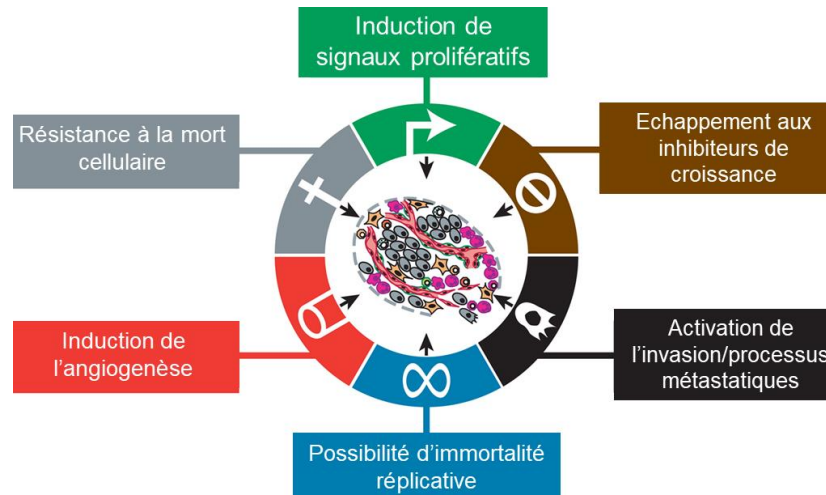 Induction de
signaux prolifératifs
Résistance à la mort
cellulaire
Echappement aux
inhibiteurs de
croissance
Induction de
l'angiogenèse
Activation de
l'invasion/processus
métastatiques
Possibilité d'immortalité
réplicative